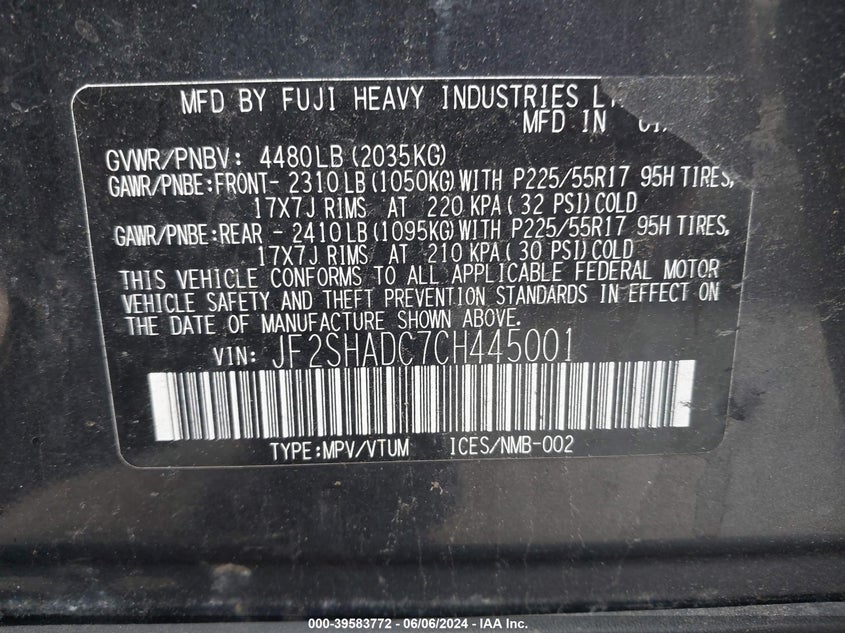 MFD BY FUJI HEAVY INDUSTRIES
MFD IN
GVWR/PNBV: 4480LB (2035KG)
GAWR/PNBE:FRONT- 2310LB (1050KG) WITH P225/55R17 95H TIRES,
17X7J RIMS AT 220 KPA ( 32 PSI) COLD
GAWR/PNBE:REAR - 2410LB (1095KG) WITH P225/55R17 95H TIRES,
17X7J RIMS AT 210 KPA ( 30 PSI) COLD
THIS VEHICLE CONFORMS TO ALL APPLICABLE FEDERAL MOTOR
VEHICLE SAFETY AND THEFT PREVENTION STANDARDS IN EFFECT ON
THE DATE OF MANUFACTURE SHOWN ABOVE.
VIN: JF2SHADC7CH445001
TYPE:MPV/VTUM ICES/NMB-002
000-39583772 - 06/06/2024 - IAA Inc.